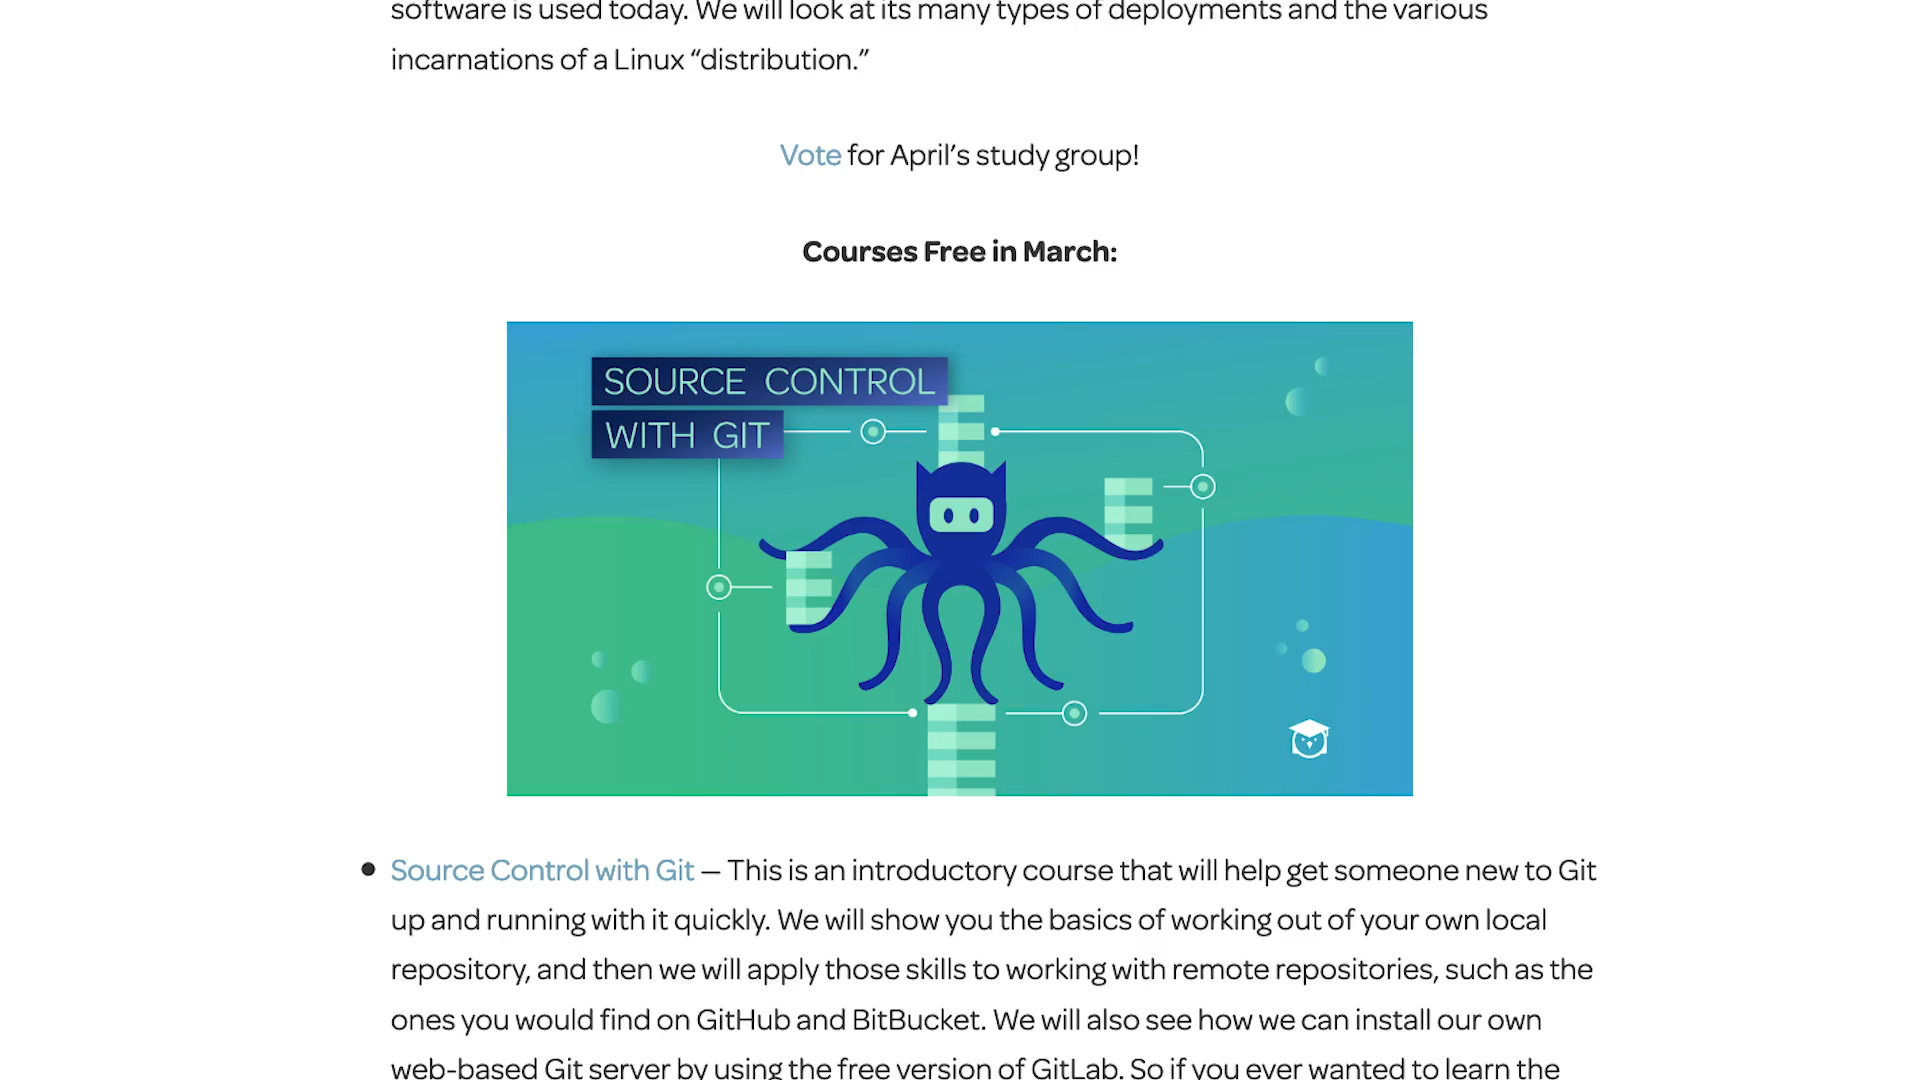 software is used today. We will look at its many types of deployments and the various
incarnations of a Linux “distribution.”
Vote for April’s study group!
Courses Free in March:
SOURCE CONTROL
WITH GIT
Source Control with Git — This is an introductory course that will help get someone new to Git
up and running with it quickly. We will show you the basics of working out of your own local
repository, and then we will apply those skills to working with remote repositories, such as the
ones you would find on GitHub and BitBucket. We will also see how we can install our own
web-based Git server by using the free version of GitLab. So if you ever wanted to learn the